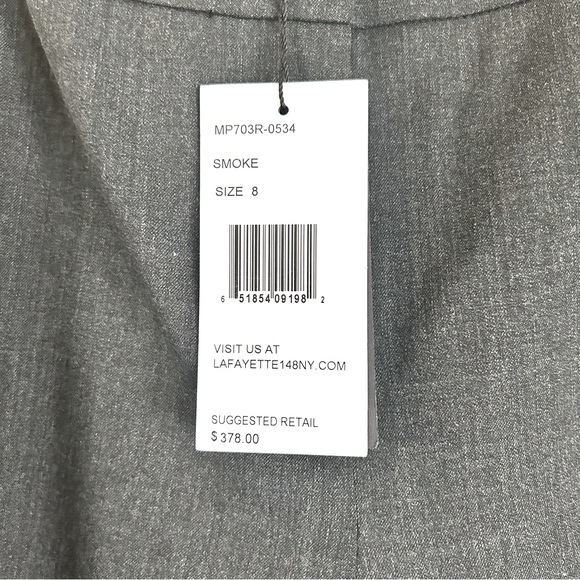 MP703R-0534
SMOKE
SIZE 8
6 51854 09198 2
VISIT US AT
LAFAYETTE148NY.COM
SUGGESTED RETAIL
$ 378.00